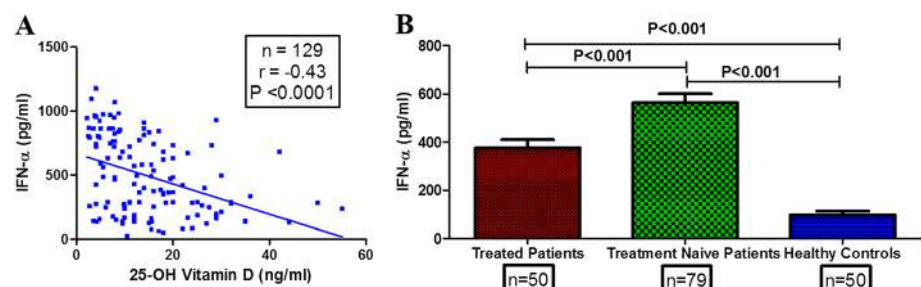 A
IFN-α (pg/ml)
1500
1000
500
0
0 20 40 60
25-OH Vitamin D (ng/ml)
n = 129
r = -0.43
P <0.0001
B
IFN-α (pg/ml)
800
600
400
200
0
P<0.001
P<0.001
P<0.001
Treated Patients Treatment Naive Patients Healthy Controls
n=50 n=79 n=50